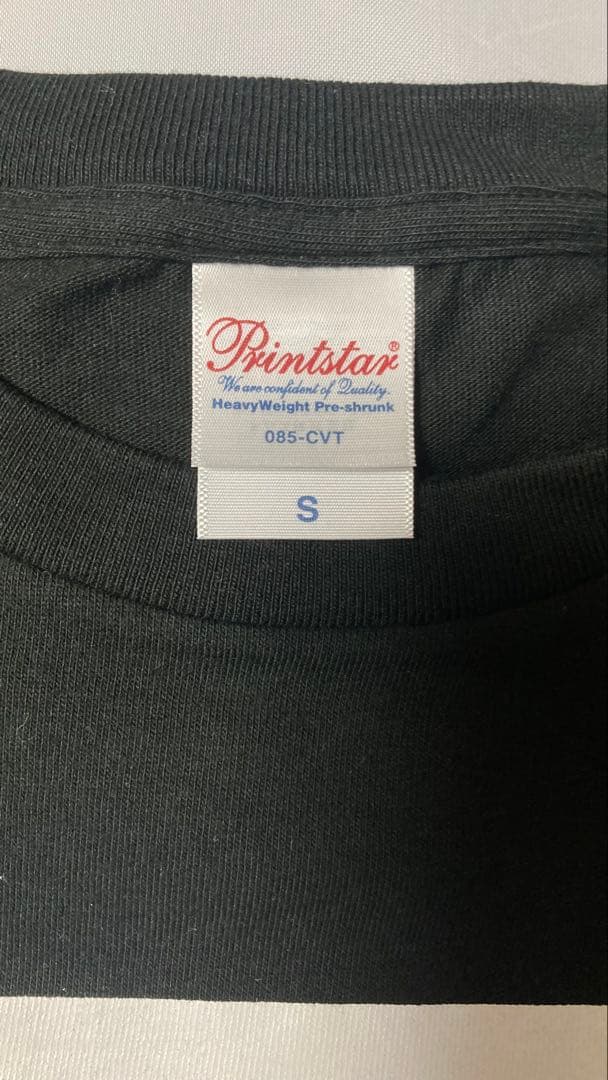 Printstar®
We are confident of Quality.
HeavyWeight Pre-shrunk
085-CVT
S